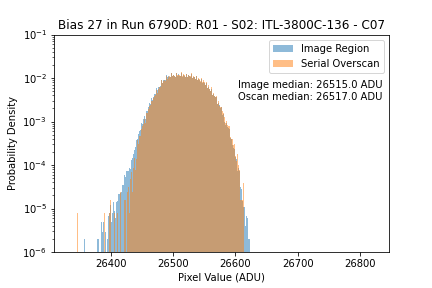 Bias 27 in Run 6790D: R01 - S02: ITL-3800C-136 - C07
Image Region
Serial Overscan
Image median: 26515.0 ADU
Oscan median: 26517.0 ADU
Probability Density
10⁻¹
10⁻²
10⁻³
10⁻⁴
10⁻⁵
10⁻⁶
26400 26500 26600 26700 26800
Pixel Value (ADU)